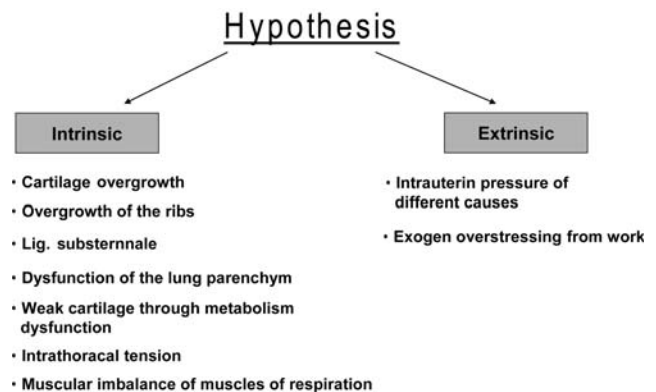 Hypothesis
Intrinsic
• Cartilage overgrowth
• Overgrowth of the ribs
• Lig. substernnale
• Dysfunction of the lung parenchym
• Weak cartilage through metabolism
dysfunction
• Intrathoracal tension
• Muscular imbalance of muscles of respiration
Extrinsic
• Intrauterin pressure of
different causes
• Exogen overstressing from work